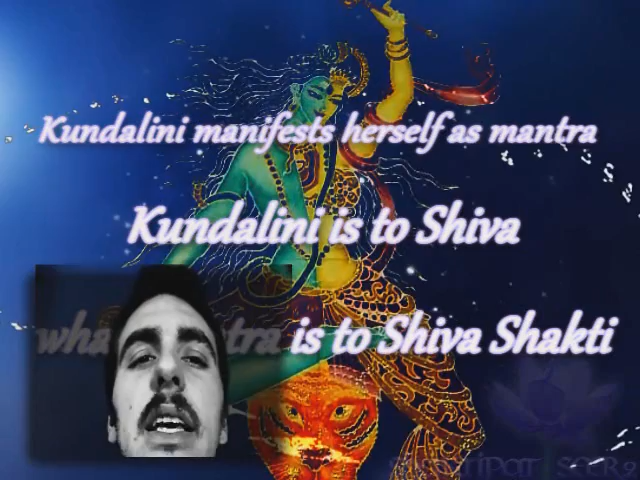 Kundalini manifests herself as mantra
Kundalini is to Shiva
is to Shiva Shakti